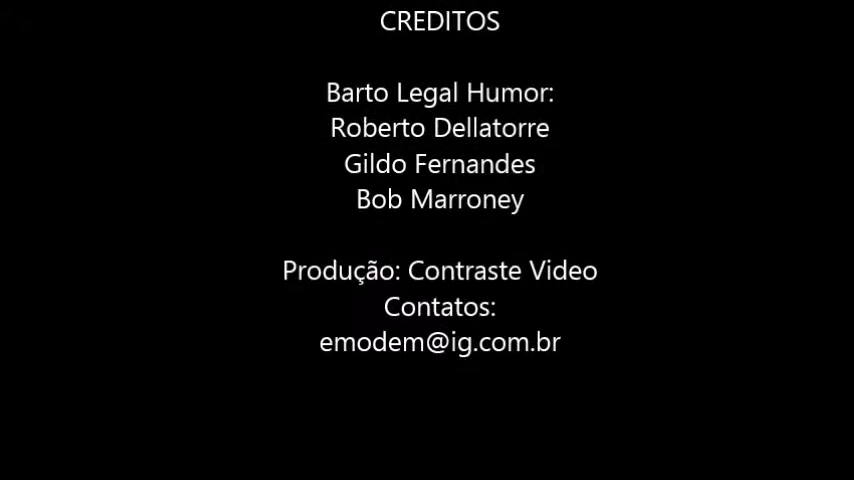 CREDITOS
Barto Legal Humor:
Roberto Dellatorre
Gildo Fernandes
Bob Marroney
Produção: Contraste Video
Contatos:
emodem@ig.com.br